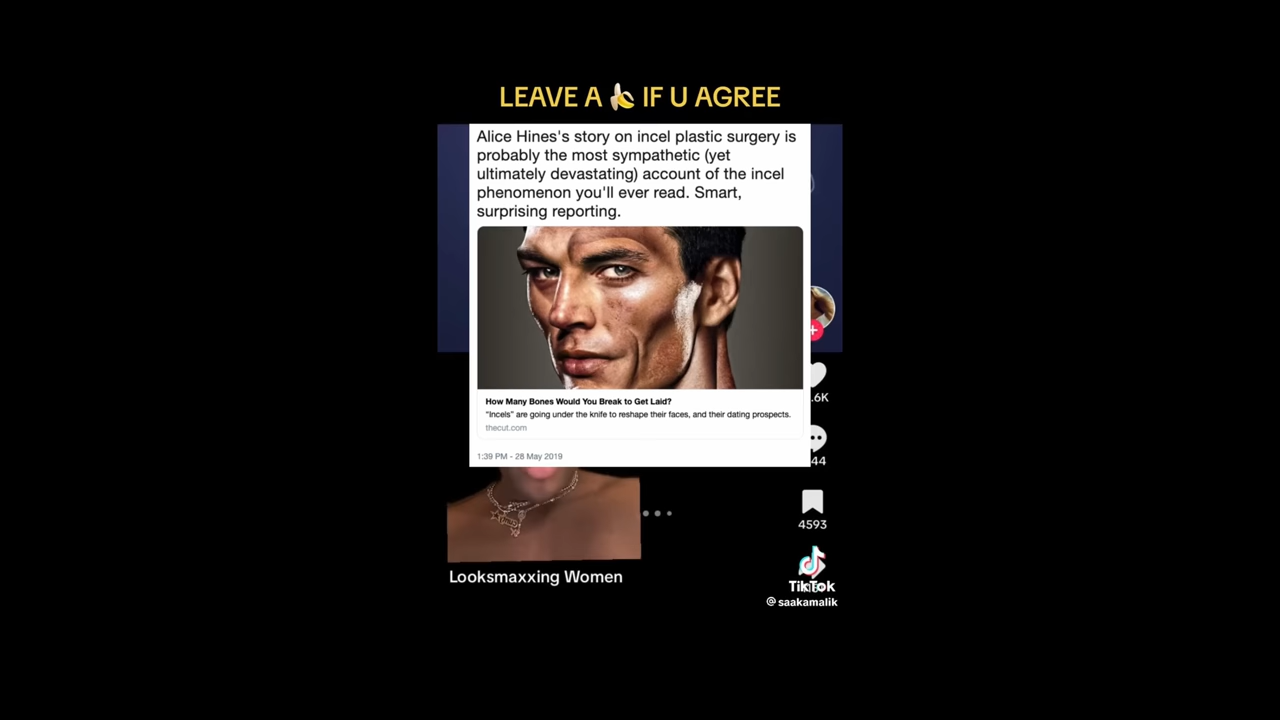 LEAVE A 🍌 IF U AGREE
Alice Hines's story on incel plastic surgery is
probably the most sympathetic (yet
ultimately devastating) account of the incel
phenomenon you'll ever read. Smart,
surprising reporting.
How Many Bones Would You Break to Get Laid?
"Incels" are going under the knife to reshape their faces, and their dating prospects.
thecut.com
1:39 PM - 28 May 2019
.6K
44
4593
Looksmaxxing Women
TikTok
@saakamalik